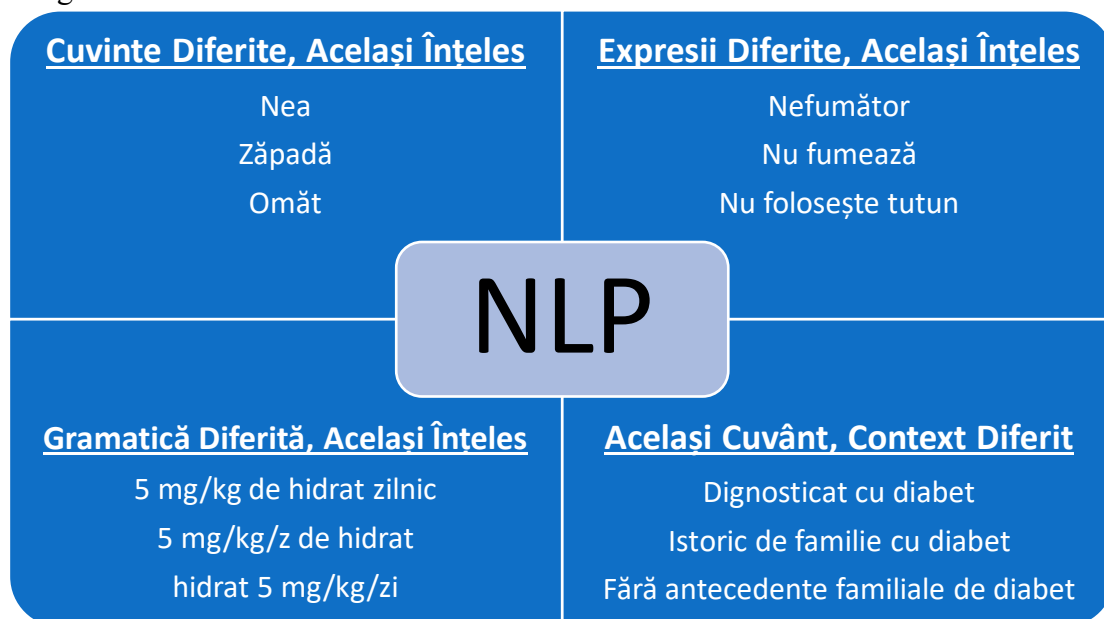 Cuvinte Diferite, Același Înțeles
Nea
Zăpadă
Omăt
Expresii Diferite, Același Înțeles
Nefumător
Nu fumează
Nu folosește tutun
NLP
Gramatică Diferită, Același Înțeles
5 mg/kg de hidrat zilnic
5 mg/kg/z de hidrat
hidrat 5 mg/kg/zi
Același Cuvânt, Context Diferit
Dignosticat cu diabet
Istoric de familie cu diabet
Fără antecedente familiale de diabet